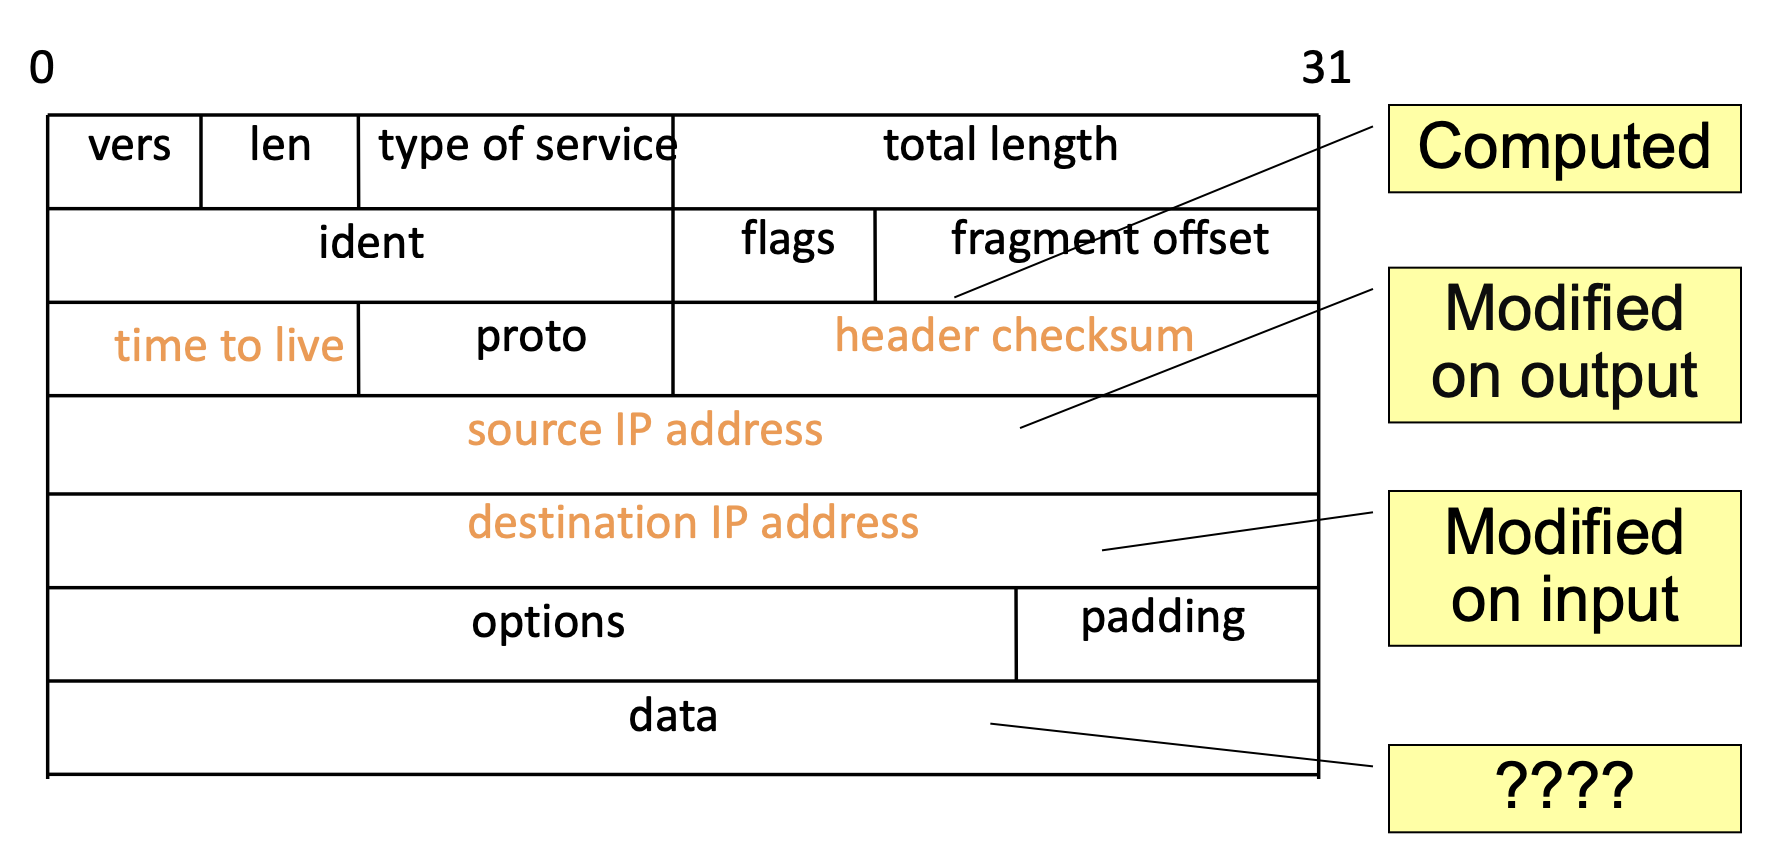 0 31
vers len type of service total length
Computed
ident flags fragment offset
Modified
on output
time to live proto header checksum
source IP address
destination IP address
Modified
on input
options padding
data
????